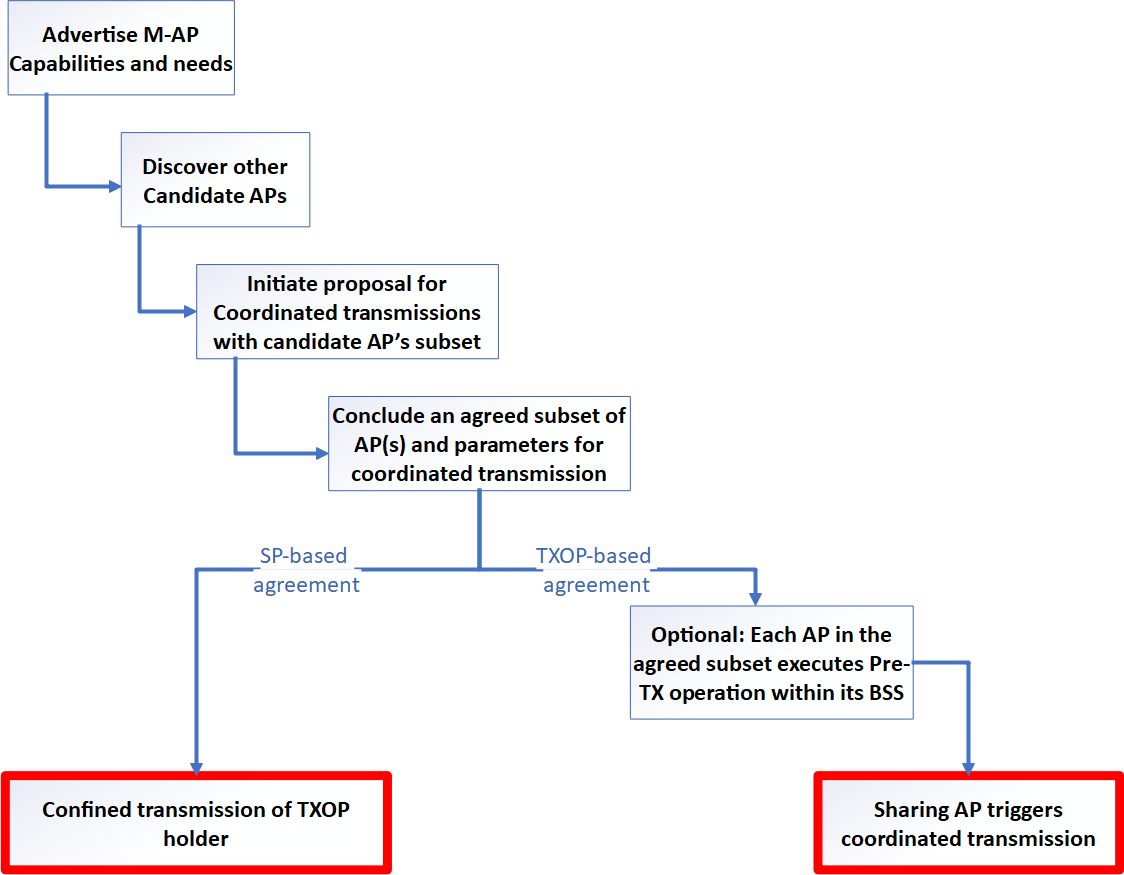 Advertise M-AP
Capabilities and needs
Discover other
Candidate APs
Initiate proposal for
Coordinated transmissions
with candidate AP’s subset
Conclude an agreed subset of
AP(s) and parameters for
coordinated transmission
SP-based
agreement
TXOP-based
agreement
Optional: Each AP in the
agreed subset executes Pre-
TX operation within its BSS
Confined transmission of TXOP
holder
Sharing AP triggers
coordinated transmission